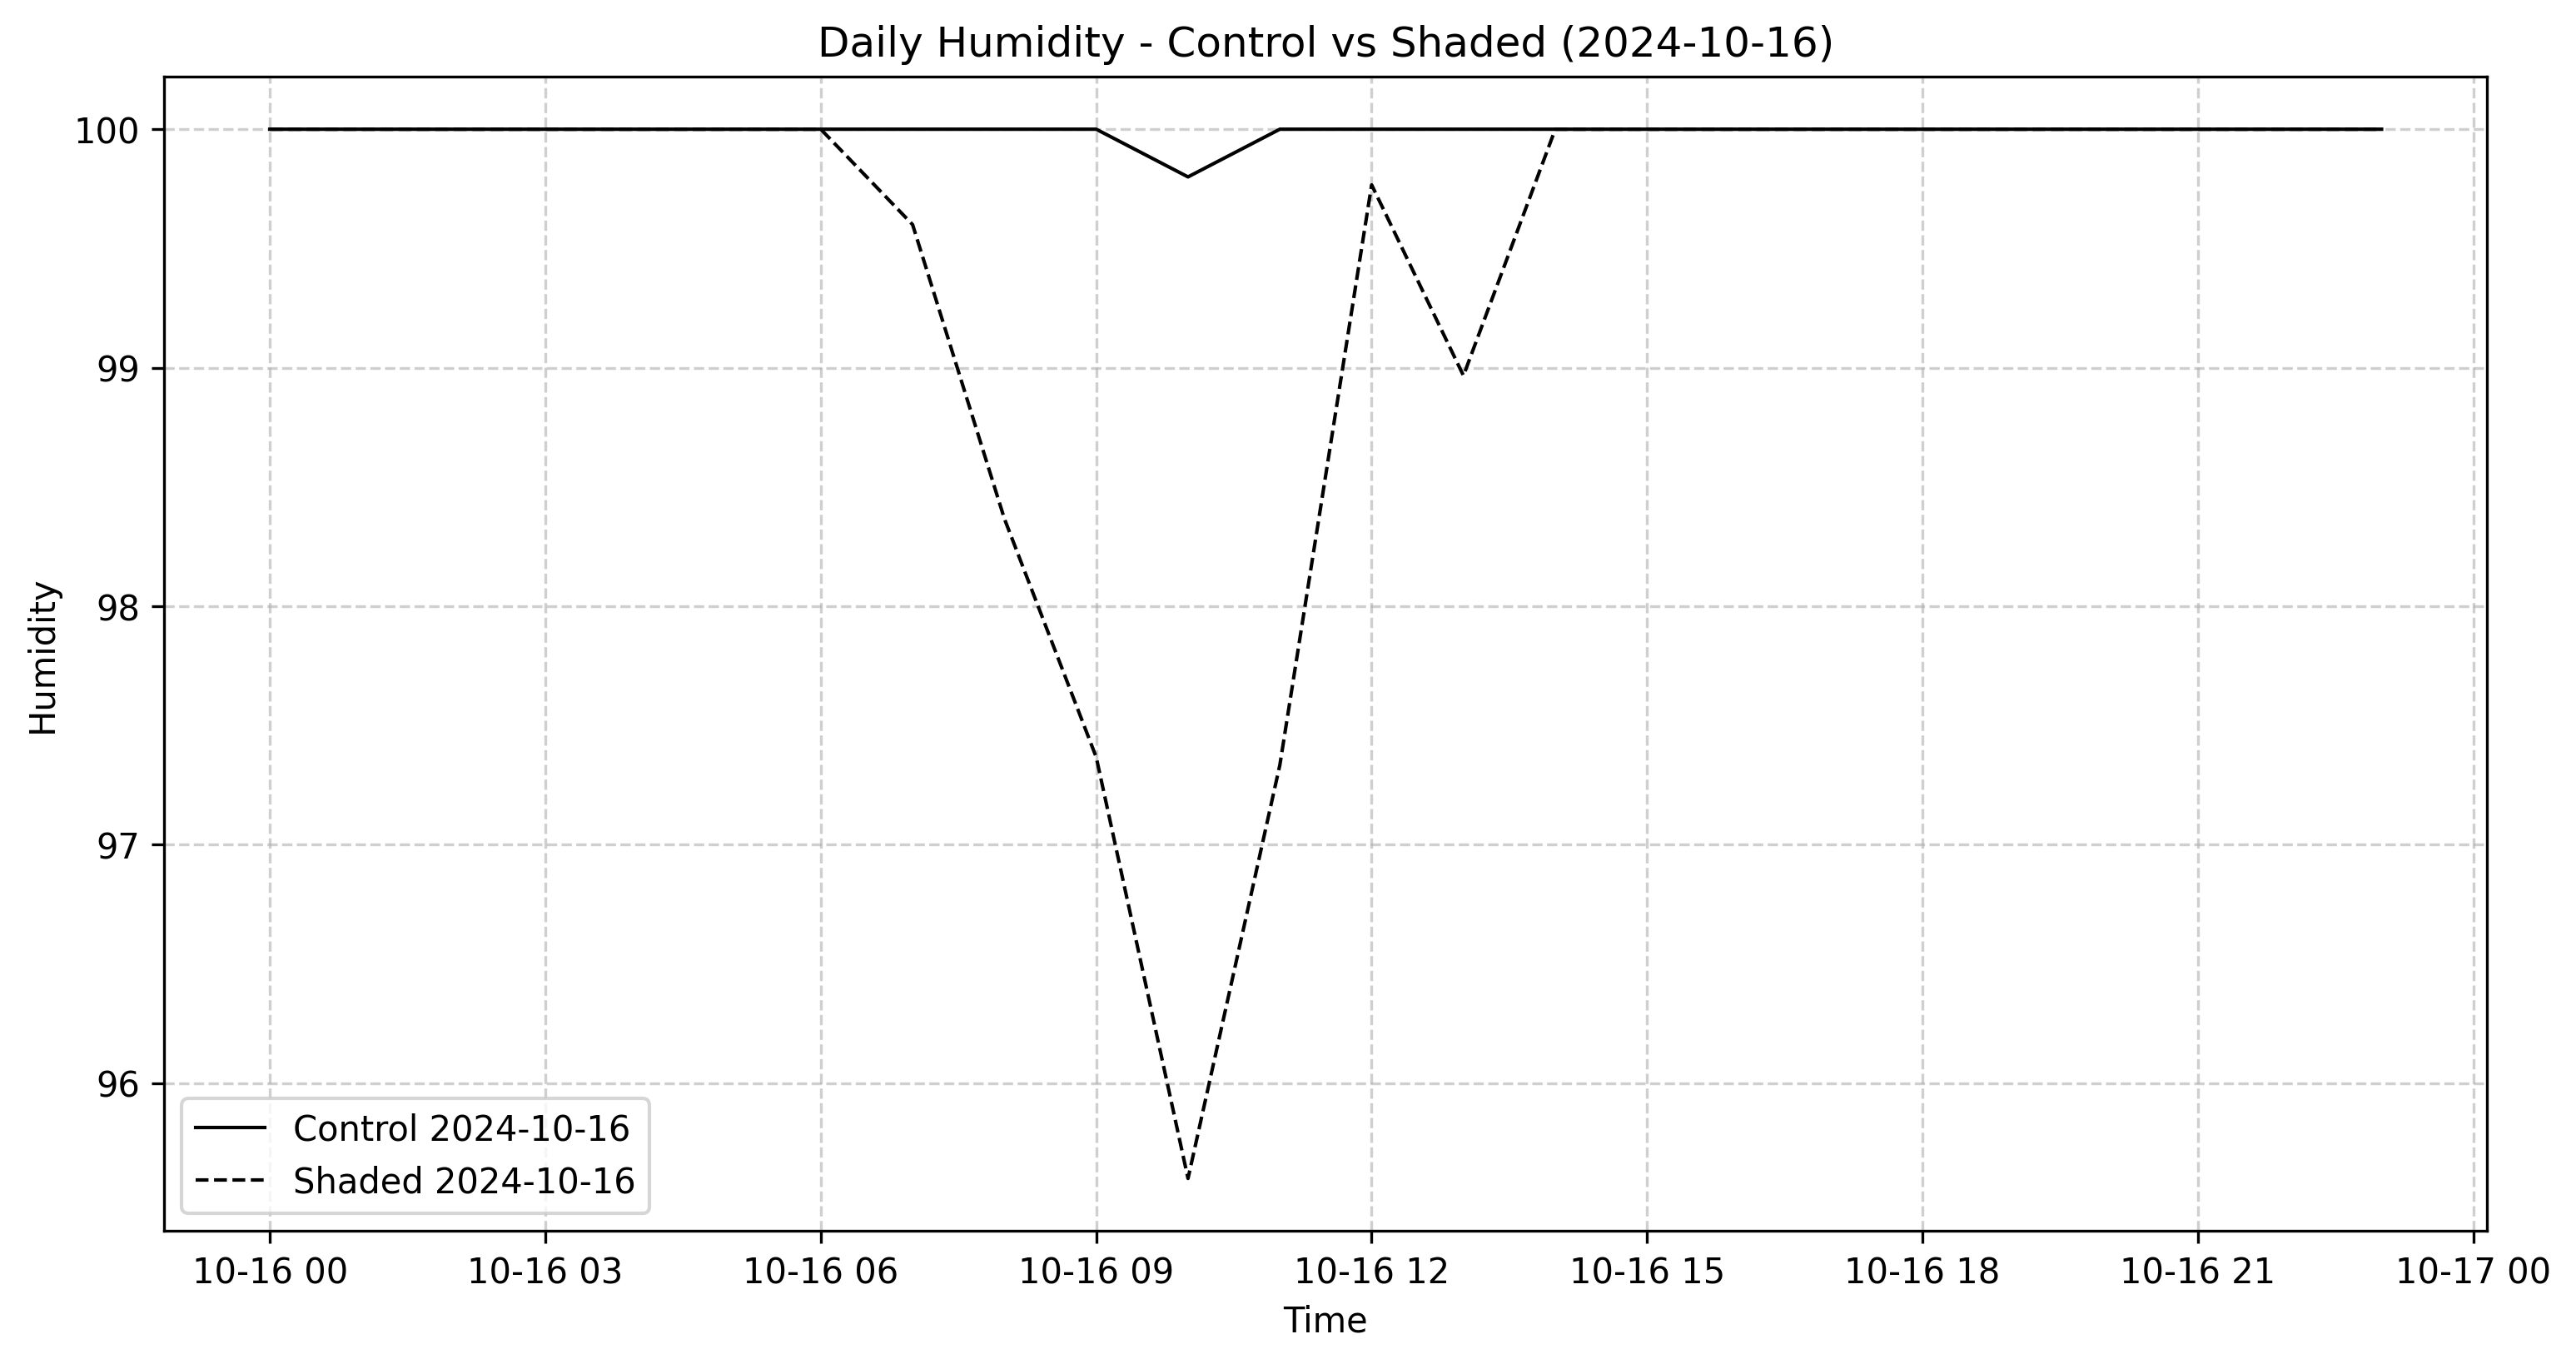 Daily Humidity - Control vs Shaded (2024-10-16)
100
99
98
97
96
Humidity
Control 2024-10-16
Shaded 2024-10-16
10-16 00 10-16 03 10-16 06 10-16 09 10-16 12 10-16 15 10-16 18 10-16 21 10-17 00
Time